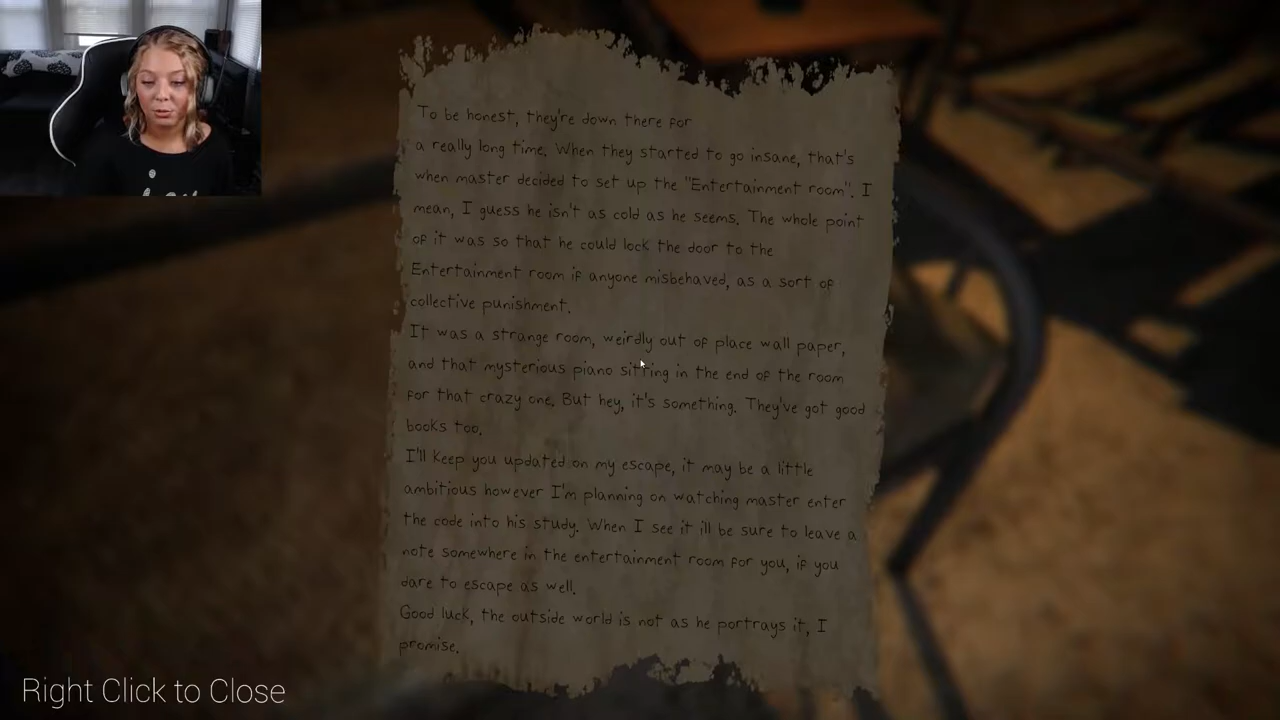 To be honest, they're down there for
a really long time. When they started to go insane, that's
when master decided to set up the "Entertainment room". I
mean, I guess he isn't as cold as he seems. The whole point
of it was so that he could lock the door to the
Entertainment room if anyone misbehaved, as a sort of
collective punishment.
It was a strange room, weirdly out of place wall paper,
and that mysterious piano sitting in the end of the room
for that crazy one. But hey, it's something. They've got good
books too.
I'll keep you updated on my escape, it may be a little
ambitious however I'm planning on watching master enter
the code into his study. When I see it ill be sure to leave a
note somewhere in the entertainment room for you, if you
dare to escape as well.
Good luck, the outside world is not as he portrays it, I
promise.
Right Click to Close